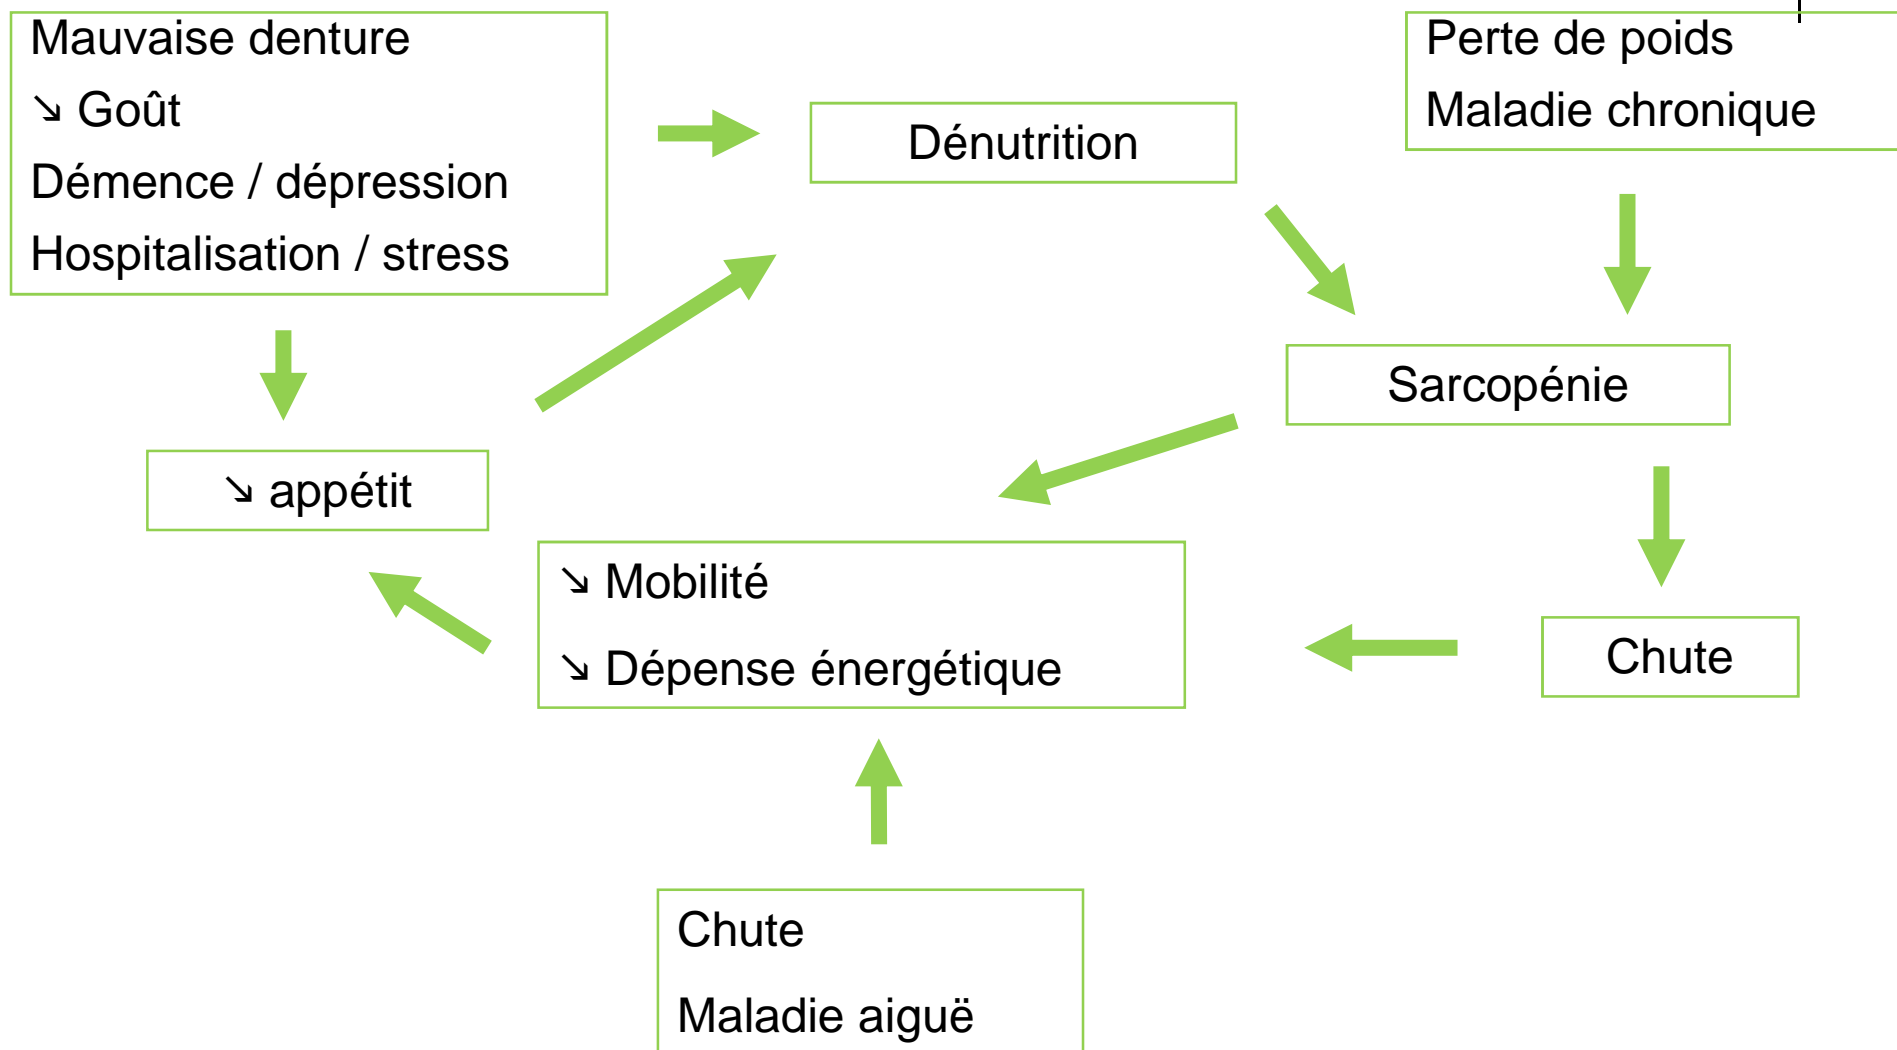 Mauvaise denture
↘ Goût
Démence / dépression
Hospitalisation / stress
Dénutrition
Perte de poids
Maladie chronique
Sarcopénie
↘ appétit
↘ Mobilité
↘ Dépense énergétique
Chute
Chute
Maladie aiguë